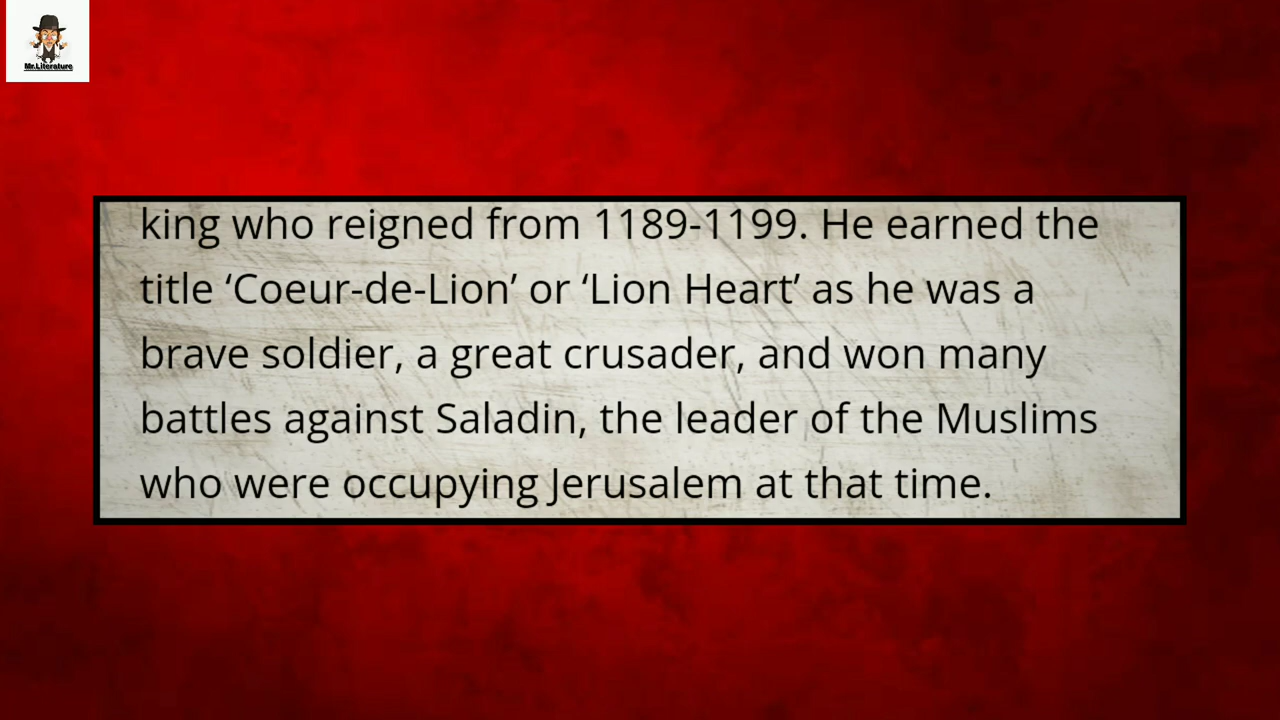 Mr.Literature
king who reigned from 1189-1199. He earned the
title ‘Coeur-de-Lion’ or ‘Lion Heart’ as he was a
brave soldier, a great crusader, and won many
battles against Saladin, the leader of the Muslims
who were occupying Jerusalem at that time.